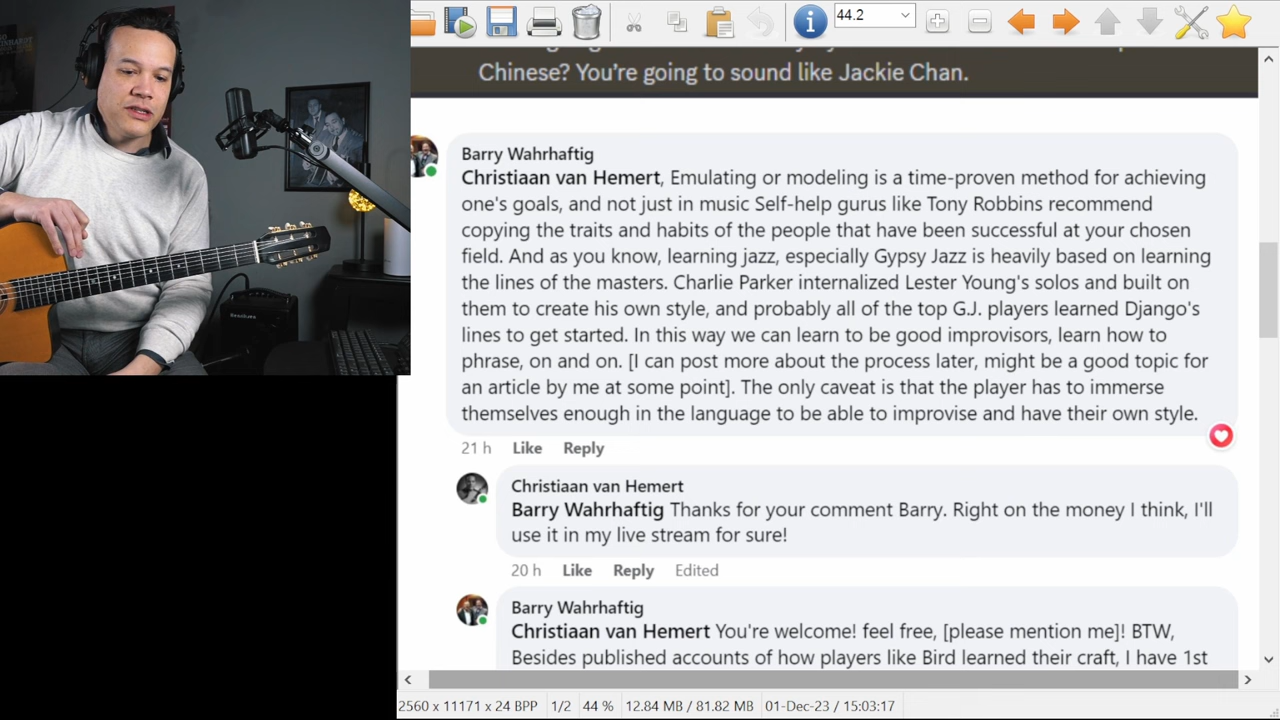 44.2
Chinese? You're going to sound like Jackie Chan.
Barry Wahrhaftig
Christiaan van Hemert, Emulating or modeling is a time-proven method for achieving
one's goals, and not just in music Self-help gurus like Tony Robbins recommend
copying the traits and habits of the people that have been successful at your chosen
field. And as you know, learning jazz, especially Gypsy Jazz is heavily based on learning
the lines of the masters. Charlie Parker internalized Lester Young's solos and built on
them to create his own style, and probably all of the top G.J. players learned Django's
lines to get started. In this way we can learn to be good improvisors, learn how to
phrase, on and on. [I can post more about the process later, might be a good topic for
an article by me at some point]. The only caveat is that the player has to immerse
themselves enough in the language to be able to improvise and have their own style.
21 h Like Reply
Christiaan van Hemert
Barry Wahrhaftig Thanks for your comment Barry. Right on the money I think, I'll
use it in my live stream for sure!
20 h Like Reply Edited
Barry Wahrhaftig
Christiaan van Hemert You're welcome! feel free, [please mention me]! BTW,
Besides published accounts of how players like Bird learned their craft, I have 1st
2560 x 11171 x 24 BPP 1/2 44 % 12.84 MB / 81.82 MB 01-Dec-23 / 15:03:17